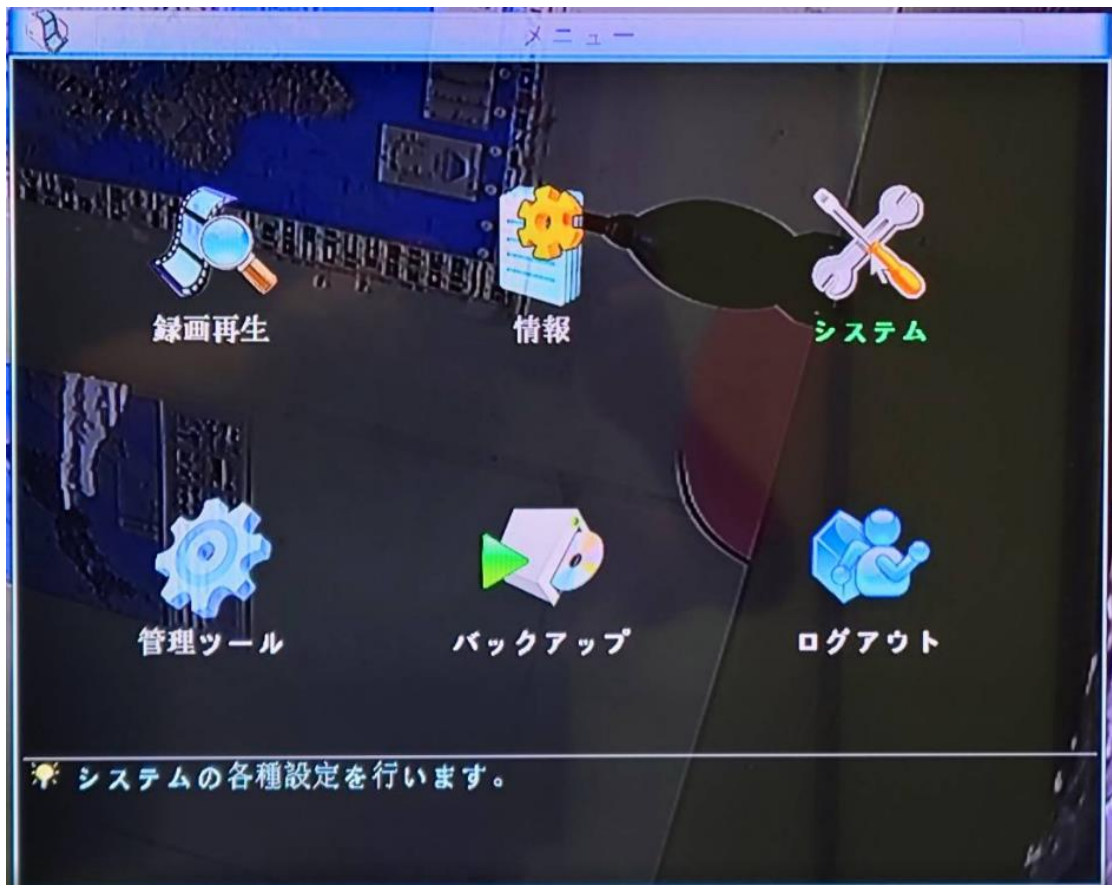 メニュー
録画再生
情報
システム
管理ツール
バックアップ
ログアウト
システムの各種設定を行います。